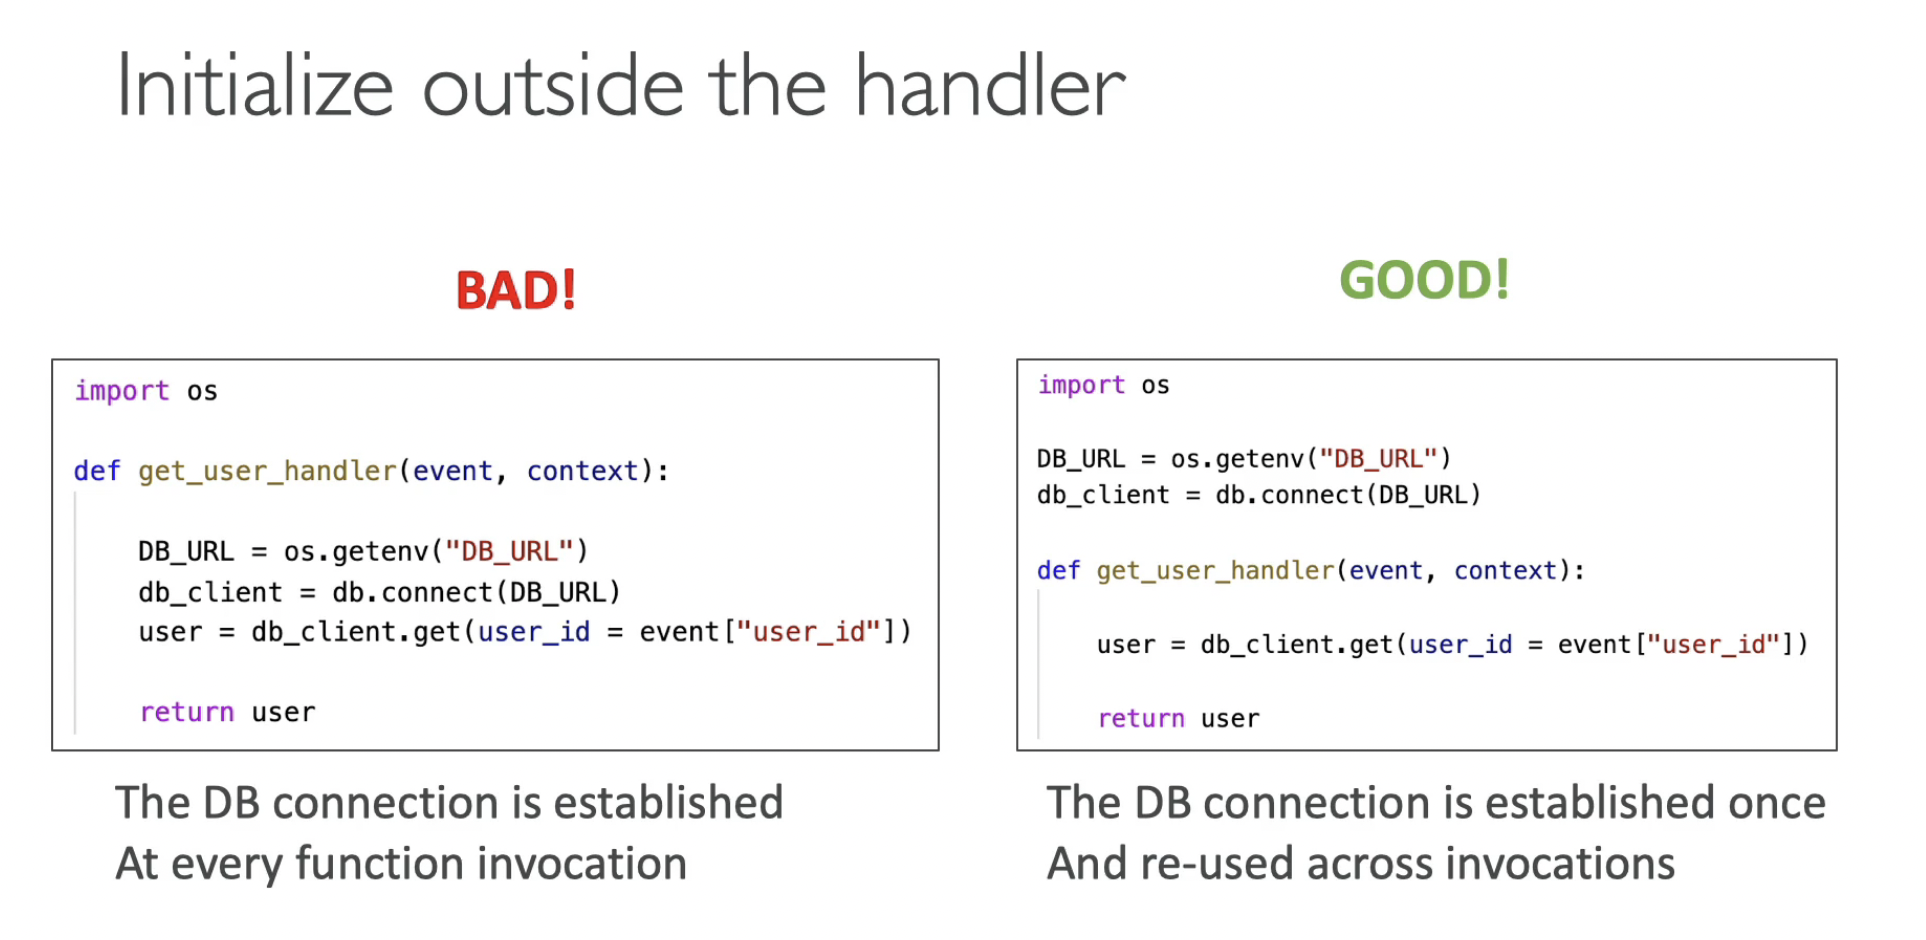 Initialize outside the handler
BAD!
import os
def get_user_handler(event, context):
DB_URL = os.getenv("DB_URL")
db_client = db.connect(DB_URL)
user = db_client.get(user_id = event["user_id"])
return user
The DB connection is established
At every function invocation
GOOD!
import os
DB_URL = os.getenv("DB_URL")
db_client = db.connect(DB_URL)
def get_user_handler(event, context):
user = db_client.get(user_id = event["user_id"])
return user
The DB connection is established once
And re-used across invocations